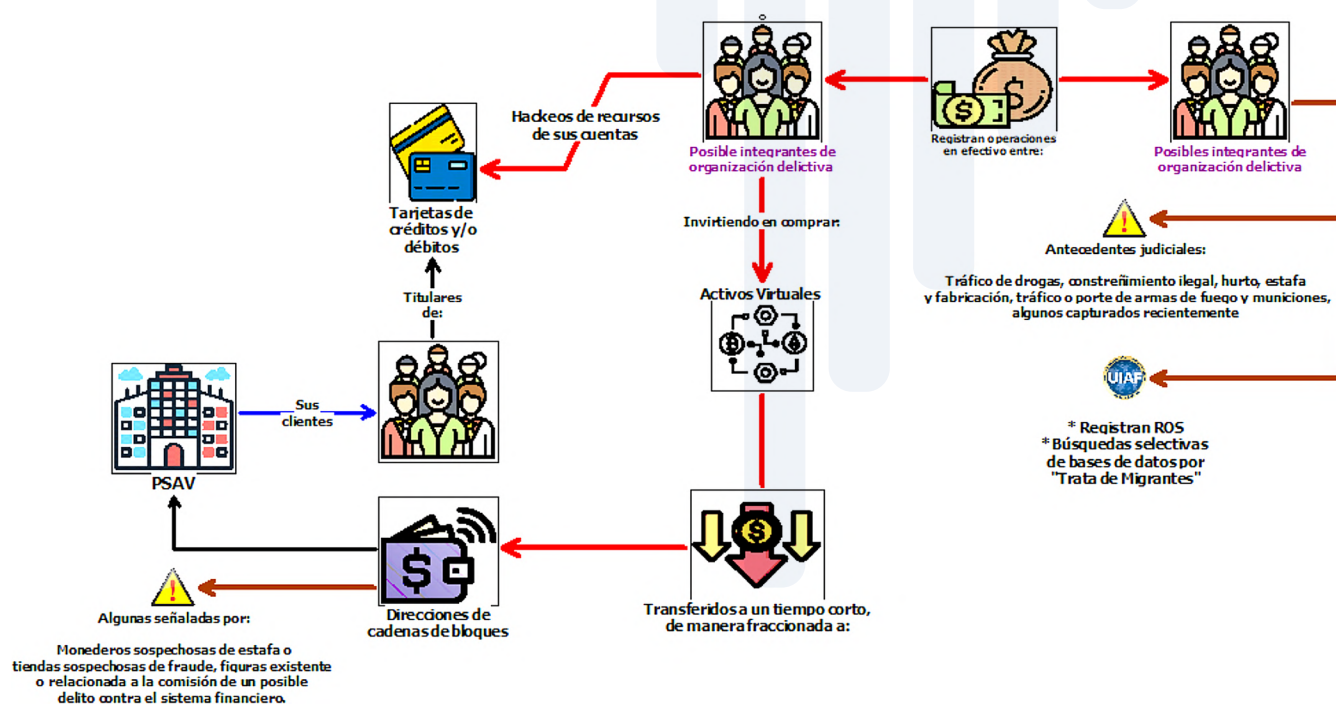 Hackeos de recursos
de sus cuentas
Posible integrantes de
organización delictiva
Registran operaciones
en efectivo entre:
Posibles integrantes de
organización delictiva
Tarjetas de
créditos y/o
débitos
Invirtiendo en comprar:
Antecedentes judiciales:
Tráfico de drogas, constreñimiento ilegal, hurto, estafa
y fabricación, tráfico o porte de armas de fuego y municiones,
algunos capturados recientemente
Titulares
de:
Activos Virtuales
UIAF
Sus
clientes
* Registran ROS
* Búsquedas selectivas
de bases de datos por
"Trata de Migrantes"
PSAV
Direcciones de
cadenas de bloques
Transferidos a un tiempo corto,
de manera fraccionada a:
Algunas señaladas por:
Monederos sospechosas de estafa o
tiendas sospechosas de fraude, figuras existente
o relacionada a la comisión de un posible
delito contra el sistema financiero.